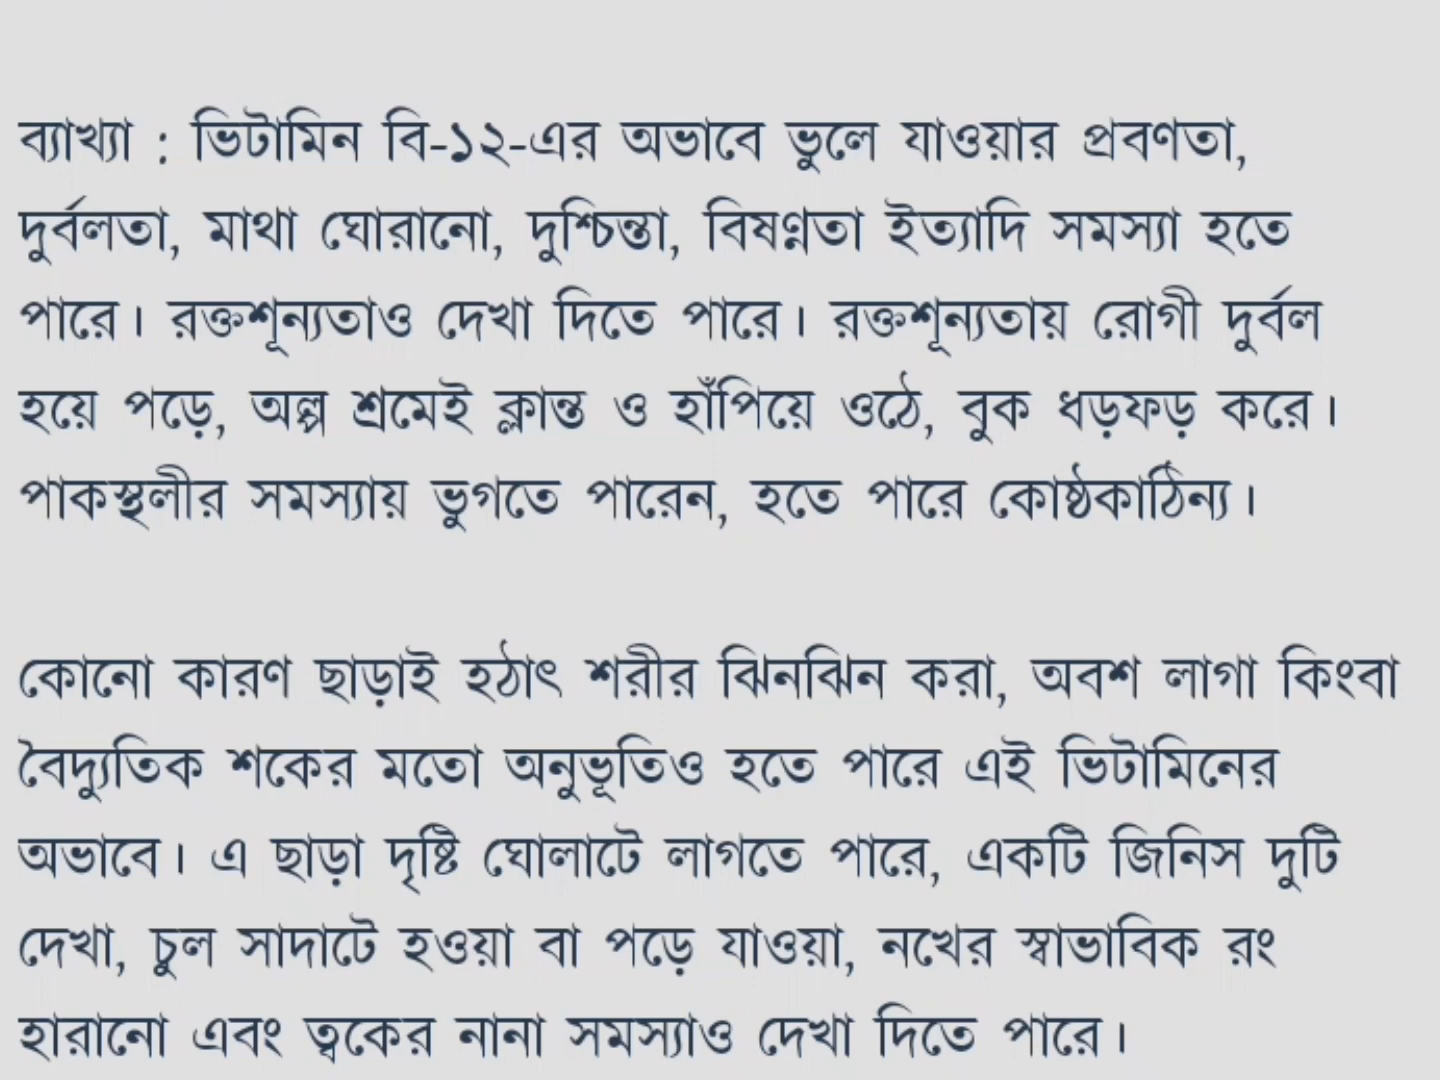 ব্যাখ্যা : ভিটামিন বি-১২-এর অভাবে ভুলে যাওয়ার প্রবণতা,
দুর্বলতা, মাথা ঘোরানো, দুশ্চিন্তা, বিষণ্নতা ইত্যাদি সমস্যা হতে
পারে। রক্তশূন্যতাও দেখা দিতে পারে। রক্তশূন্যতায় রোগী দুর্বল
হয়ে পড়ে, অল্প শ্রমেই ক্লান্ত ও হাঁপিয়ে ওঠে, বুক ধড়ফড় করে।
পাকস্থলীর সমস্যায় ভুগতে পারেন, হতে পারে কোষ্ঠকাঠিন্য।
কোনো কারণ ছাড়াই হঠাৎ শরীর ঝিনঝিন করা, অবশ লাগা কিংবা
বৈদ্যুতিক শকের মতো অনুভূতিও হতে পারে এই ভিটামিনের
অভাবে। এ ছাড়া দৃষ্টি ঘোলাটে লাগতে পারে, একটি জিনিস দুটি
দেখা, চুল সাদাটে হওয়া বা পড়ে যাওয়া, নখের স্বাভাবিক রং
হারানো এবং ত্বকের নানা সমস্যাও দেখা দিতে পারে।